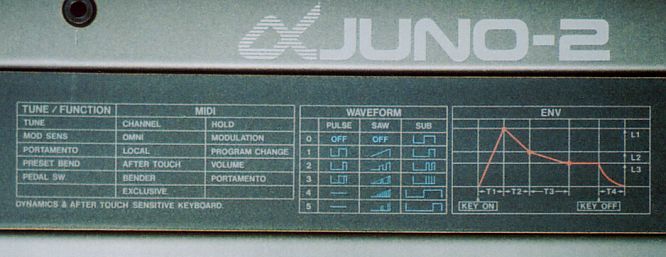 αJUNO-2
TUNE / FUNCTION MIDI
TUNE CHANNEL HOLD
MOD SENS OMNI MODULATION
PORTAMENTO LOCAL PROGRAM CHANGE
PRESET BEND AFTER TOUCH VOLUME
PEDAL SW. BENDER PORTAMENTO
EXCLUSIVE
DYNAMICS & AFTER TOUCH SENSITIVE KEYBOARD.
WAVEFORM
PULSE SAW SUB
0 OFF OFF
1
2
3
4
5
ENV
L1
L2
L3
T1 T2 T3 T4
KEY ON KEY OFF